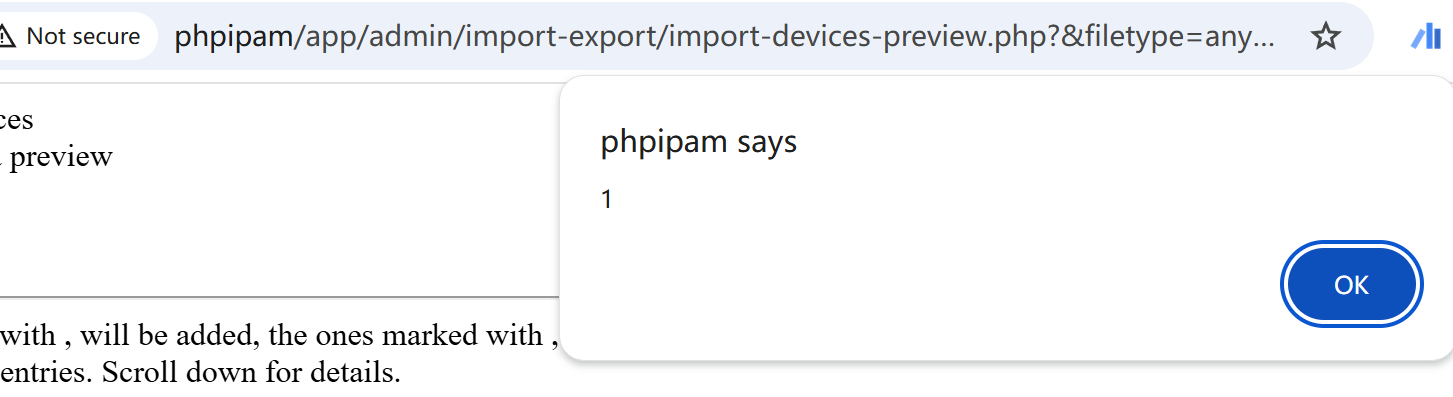 Not secure phpipam/app/admin/import-export/import-devices-preview.php?&filetype=any...
phpipam says
1
OK
preview
with , will be added, the ones marked with ,
entries. Scroll down for details.